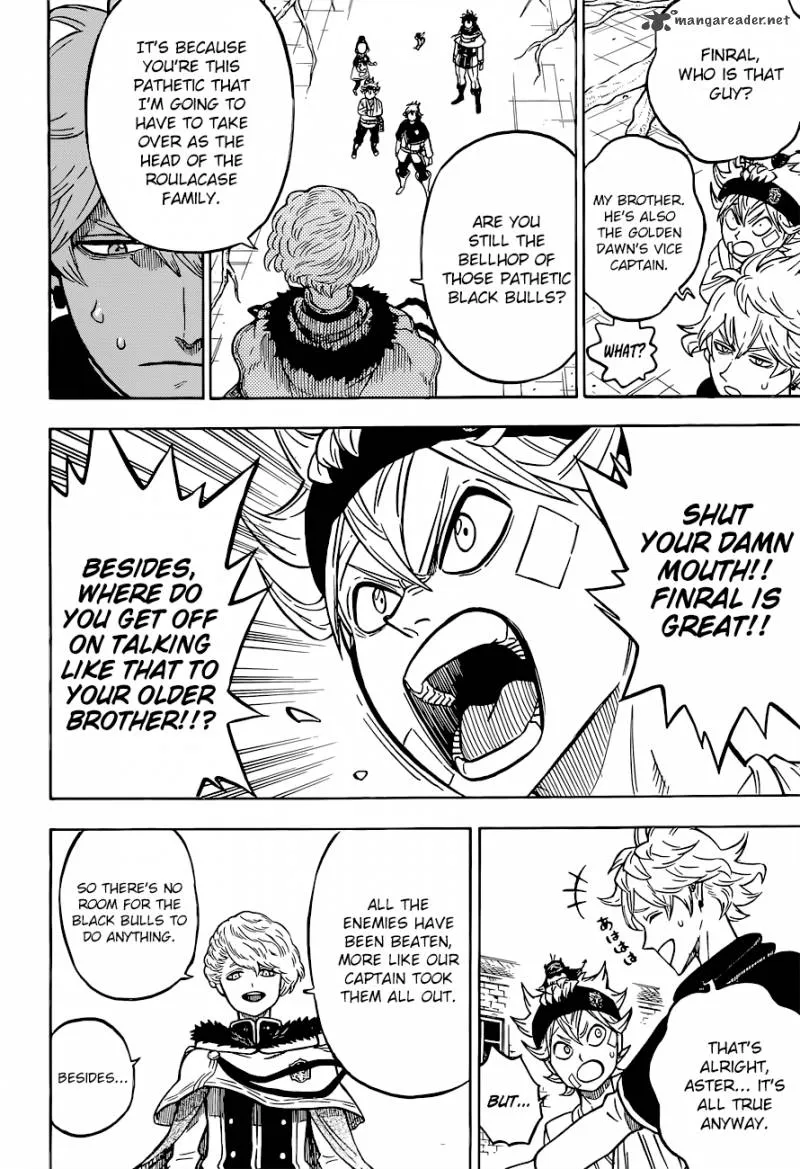 mangareader.net
FINRAL,
WHO IS THAT
GUY?
MY BROTHER.
HE'S ALSO
THE GOLDEN
DAWN'S VICE
CAPTAIN.
WHAT?
ARE YOU
STILL THE
BELLHOP OF
THOSE PATHETIC
BLACK BULLS?
IT'S BECAUSE
YOU'RE THIS
PATHETIC THAT
I'M GOING TO
HAVE TO TAKE
OVER AS THE
HEAD OF THE
ROULACASE
FAMILY.
SHUT
YOUR DAMN
MOUTH!!
FINRAL IS
GREAT!!
BESIDES,
WHERE DO
YOU GET OFF
ON TALKING
LIKE THAT TO
YOUR OLDER
BROTHER!!?
あはははは
THAT'S
ALRIGHT,
ASTER... IT'S
ALL TRUE
ANYWAY.
BUT...
ALL THE
ENEMIES HAVE
BEEN BEATEN,
MORE LIKE OUR
CAPTAIN TOOK
THEM ALL OUT.
SO THERE'S NO
ROOM FOR THE
BLACK BULLS TO
DO ANYTHING.
BESIDES...